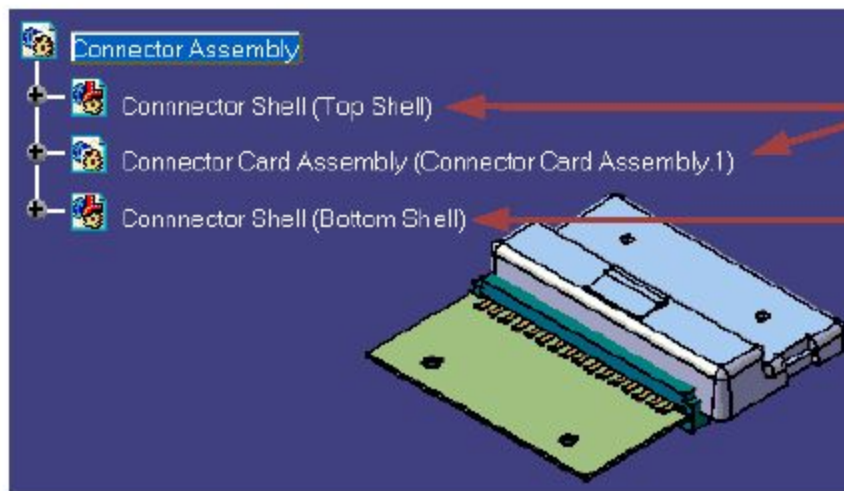 Connector Assembly
Connnector Shell (Top Shell)
Connector Card Assembly (Connector Card Assembly.1)
Connnector Shell (Bottom Shell)